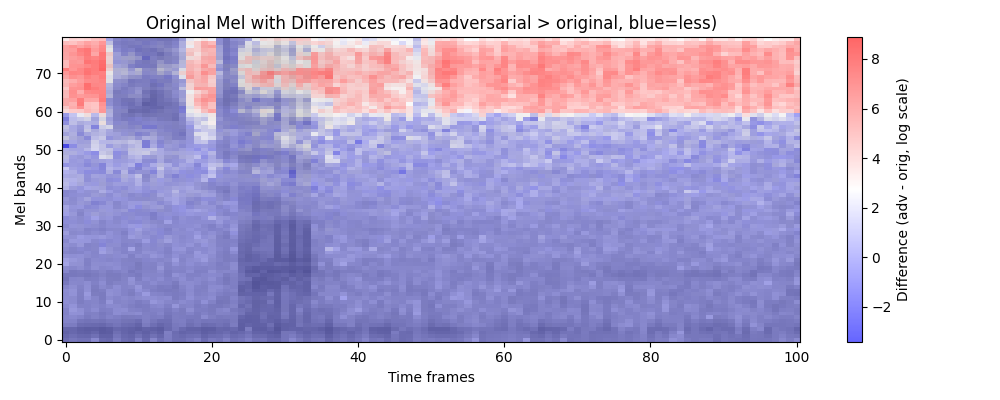 Original Mel with Differences (red=adversarial > original, blue=less)
Mel bands
70
60
50
40
30
20
10
0
0 20 40 60 80 100
Time frames
8
6
4
2
0
−2
Difference (adv - orig, log scale)